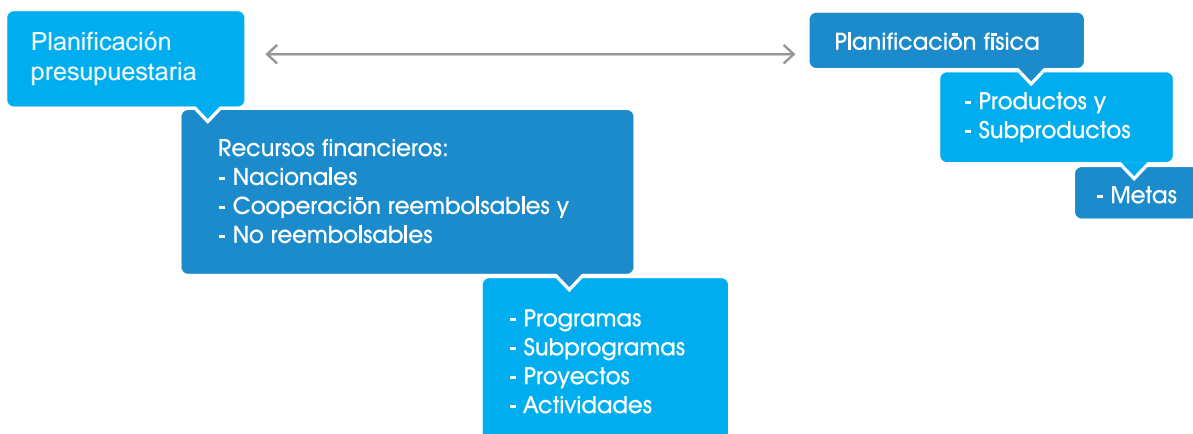 Planificación
presupuestaria
Recursos financieros:
- Nacionales
- Cooperación reembolsables y
- No reembolsables
- Programas
- Subprogramas
- Proyectos
- Actividades
Planificación física
- Productos y
- Subproductos
- Metas